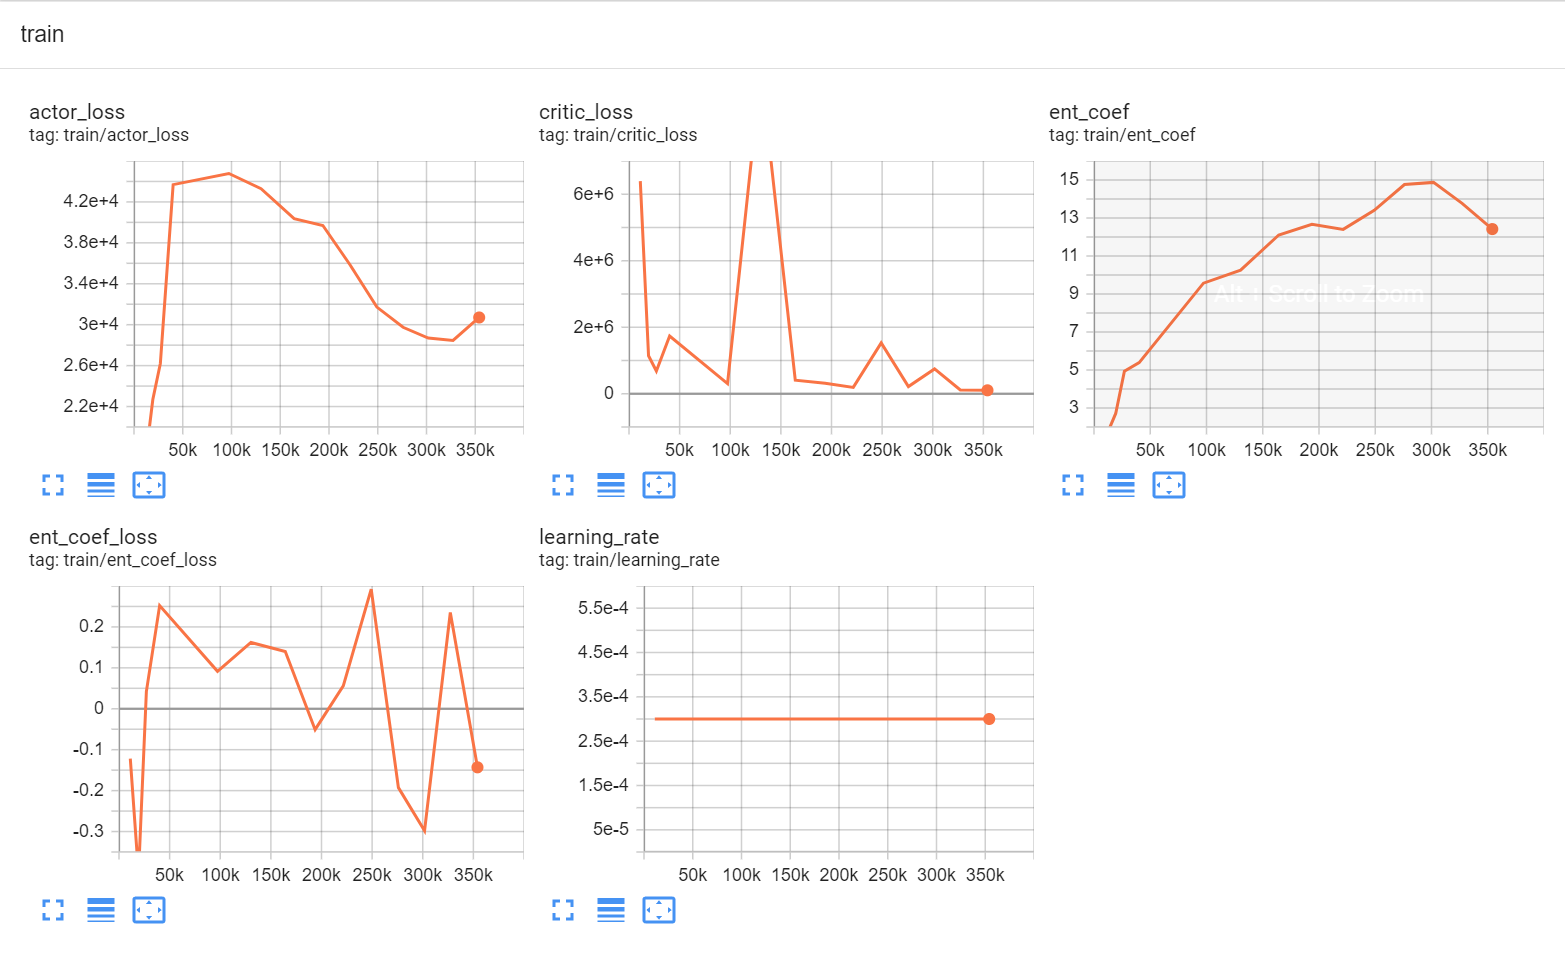 train
actor_loss
tag: train/actor_loss
4.2e+4
3.8e+4
3.4e+4
3e+4
2.6e+4
2.2e+4
50k 100k 150k 200k 250k 300k 350k
critic_loss
tag: train/critic_loss
6e+6
4e+6
2e+6
0
50k 100k 150k 200k 250k 300k 350k
ent_coef
tag: train/ent_coef
15
13
11
9
Alt + Scroll to Zoom
7
5
3
50k 100k 150k 200k 250k 300k 350k
ent_coef_loss
tag: train/ent_coef_loss
0.2
0.1
0
-0.1
-0.2
-0.3
50k 100k 150k 200k 250k 300k 350k
learning_rate
tag: train/learning_rate
5.5e-4
4.5e-4
3.5e-4
2.5e-4
1.5e-4
5e-5
50k 100k 150k 200k 250k 300k 350k